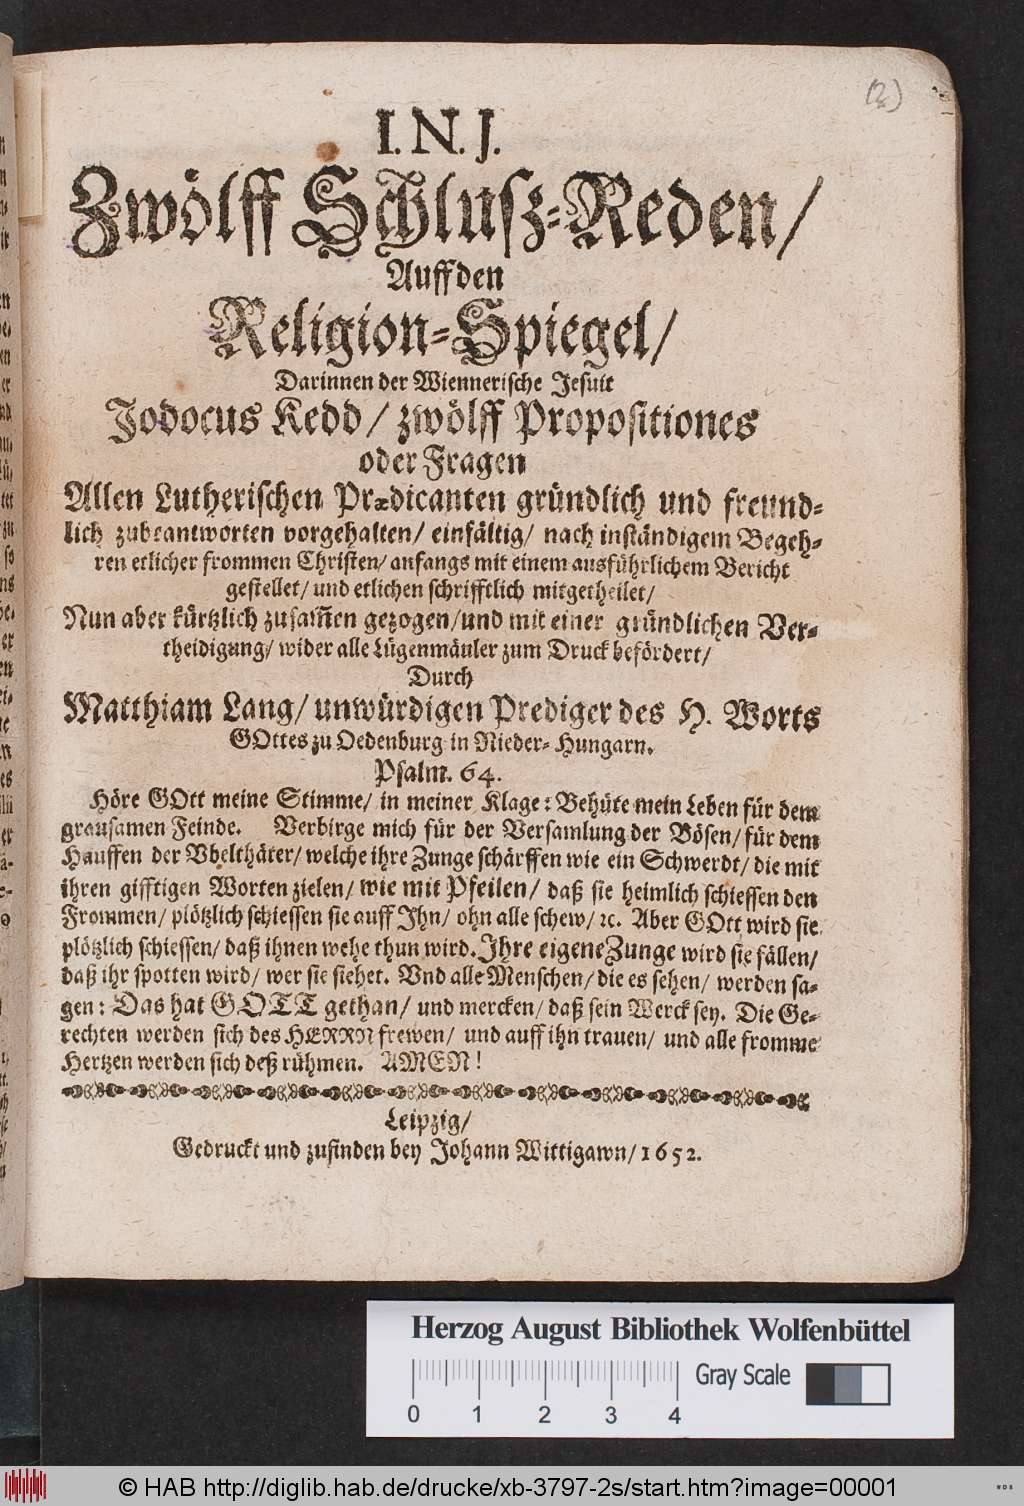 (2)
I. N. J.
Zwölff Schlusz-Reden/
Auff den
Religion-Spiegel/
Darinnen der Wiennerische Jesuit
Jodocus Kedd/ zwölff Propositiones
oder Fragen
Allen Lutherischen Prædicanten gründlich und freund-
lich zubeantworten vorgehalten/ einfältig/ nach inständigem Begeh-
ren etlicher frommen Christen/ anfangs mit einem ausführlichem Bericht
gestellet/ und etlichen schrifftlich mitgetheilet/
Nun aber kürtzlich zusam̃en gezogen/ und mit einer gründlichen Ver-
theidigung/ wider alle Lügenmäuler zum Druck befördert/
Durch
Matthiam Lang/ unwürdigen Prediger des H. Worts
GOttes zu Oedenburg in Nieder-Hungarn.
Psalm. 64.
Höre GOtt meine Stimme/ in meiner Klage: Behüte mein Leben für dem
grausamen Feinde. Verbirge mich für der Versamlung der Bösen/ für dem
Hauffen der Vbelthäter/ welche ihre Zunge schärffen wie ein Schwerdt/ die mit
ihren gifftigen Worten zielen/ wie mit Pfeilen/ daß sie heimlich schiessen den
Frommen/ plötzlich schiessen sie auff Ihn/ ohn alle schew/ ꝛc. Aber GOtt wird sie
plötzlich schiessen/ daß ihnen wehe thun wird. Ihre eigene Zunge wird sie fällen/
daß ihr spotten wird/ wer sie siehet. Vnd alle Menschen/ die es sehen/ werden sa-
gen: Das hat GOTT gethan/ und mercken/ daß sein Werck sey. Die Ge-
rechten werden sich des HERRN frewen/ und auff ihn trauen/ und alle fromme
Hertzen werden sich deß rühmen. AMEN!
Leipzig/
Gedruckt und zufinden bey Johann Wittigawn/ 1652.
Herzog August Bibliothek Wolfenbüttel
Gray Scale
0 1 2 3 4
© HAB http://diglib.hab.de/drucke/xb-3797-2s/start.htm?image=00001